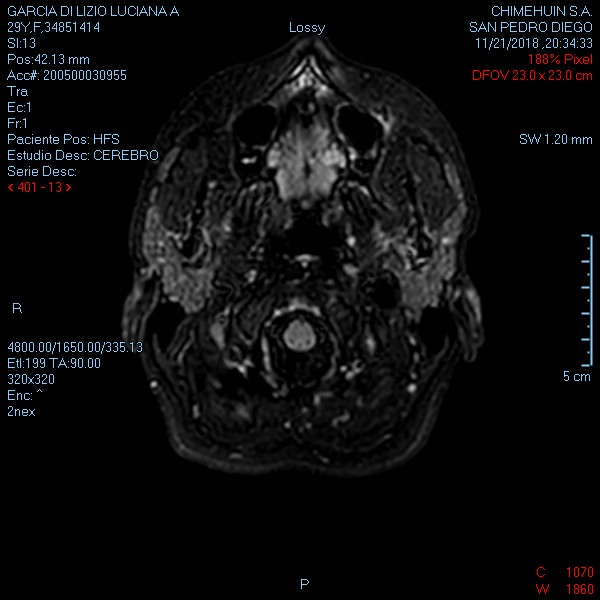 GARCIA DI LIZIO LUCIANA A
29Y,F,34851414
Sl:13
Pos:42.13 mm
Acc#: 200500030955
Tra
Ec:1
Fr:1
Paciente Pos: HFS
Estudio Desc: CEREBRO
Serie Desc:
< 401 - 13 >
Lossy
CHIMEHUIN S.A.
SAN PEDRO DIEGO
11/21/2018 ,20:34:33
188% Pixel
DFOV 23.0 x 23.0 cm
SW 1.20 mm
R
4800.00/1650.00/335.13
Etl:199 TA:90.00
320x320
Enc: ^
2nex
5 cm
P
C 1070
W 1860